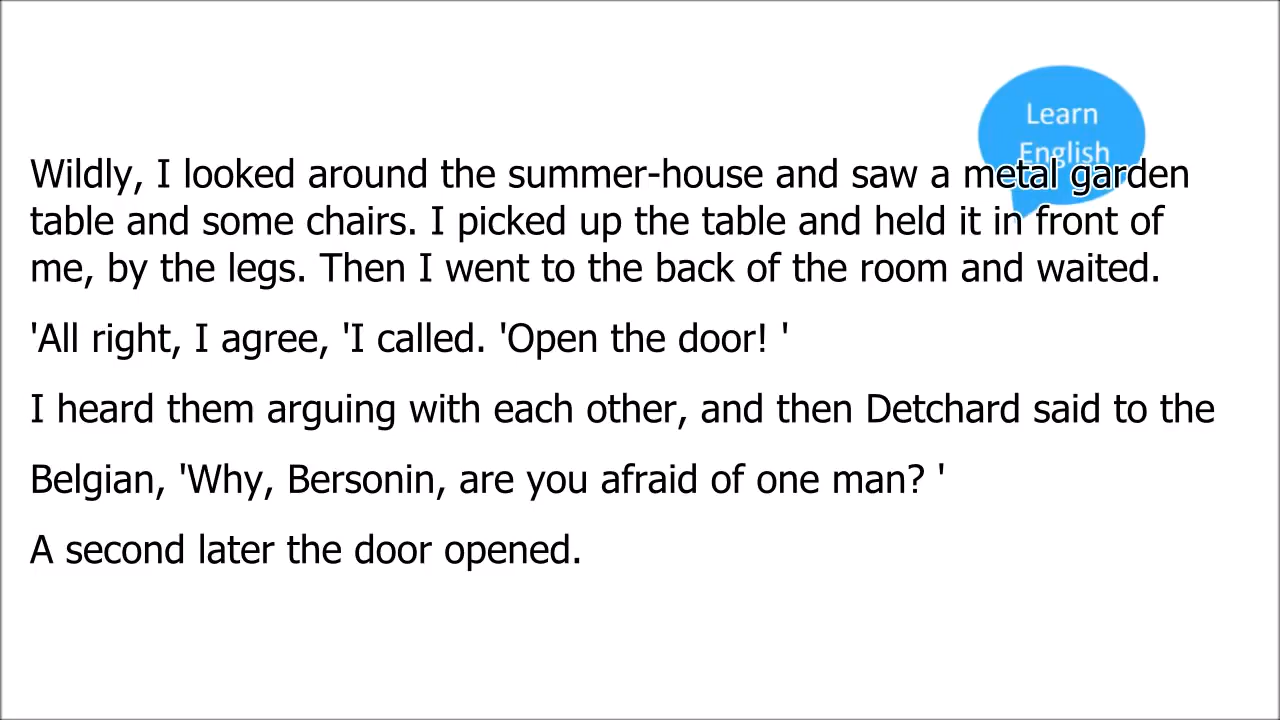 Learn
English
Wildly, I looked around the summer-house and saw a metal garden
table and some chairs. I picked up the table and held it in front of
me, by the legs. Then I went to the back of the room and waited.
'All right, I agree, 'I called. 'Open the door! '
I heard them arguing with each other, and then Detchard said to the
Belgian, 'Why, Bersonin, are you afraid of one man? '
A second later the door opened.